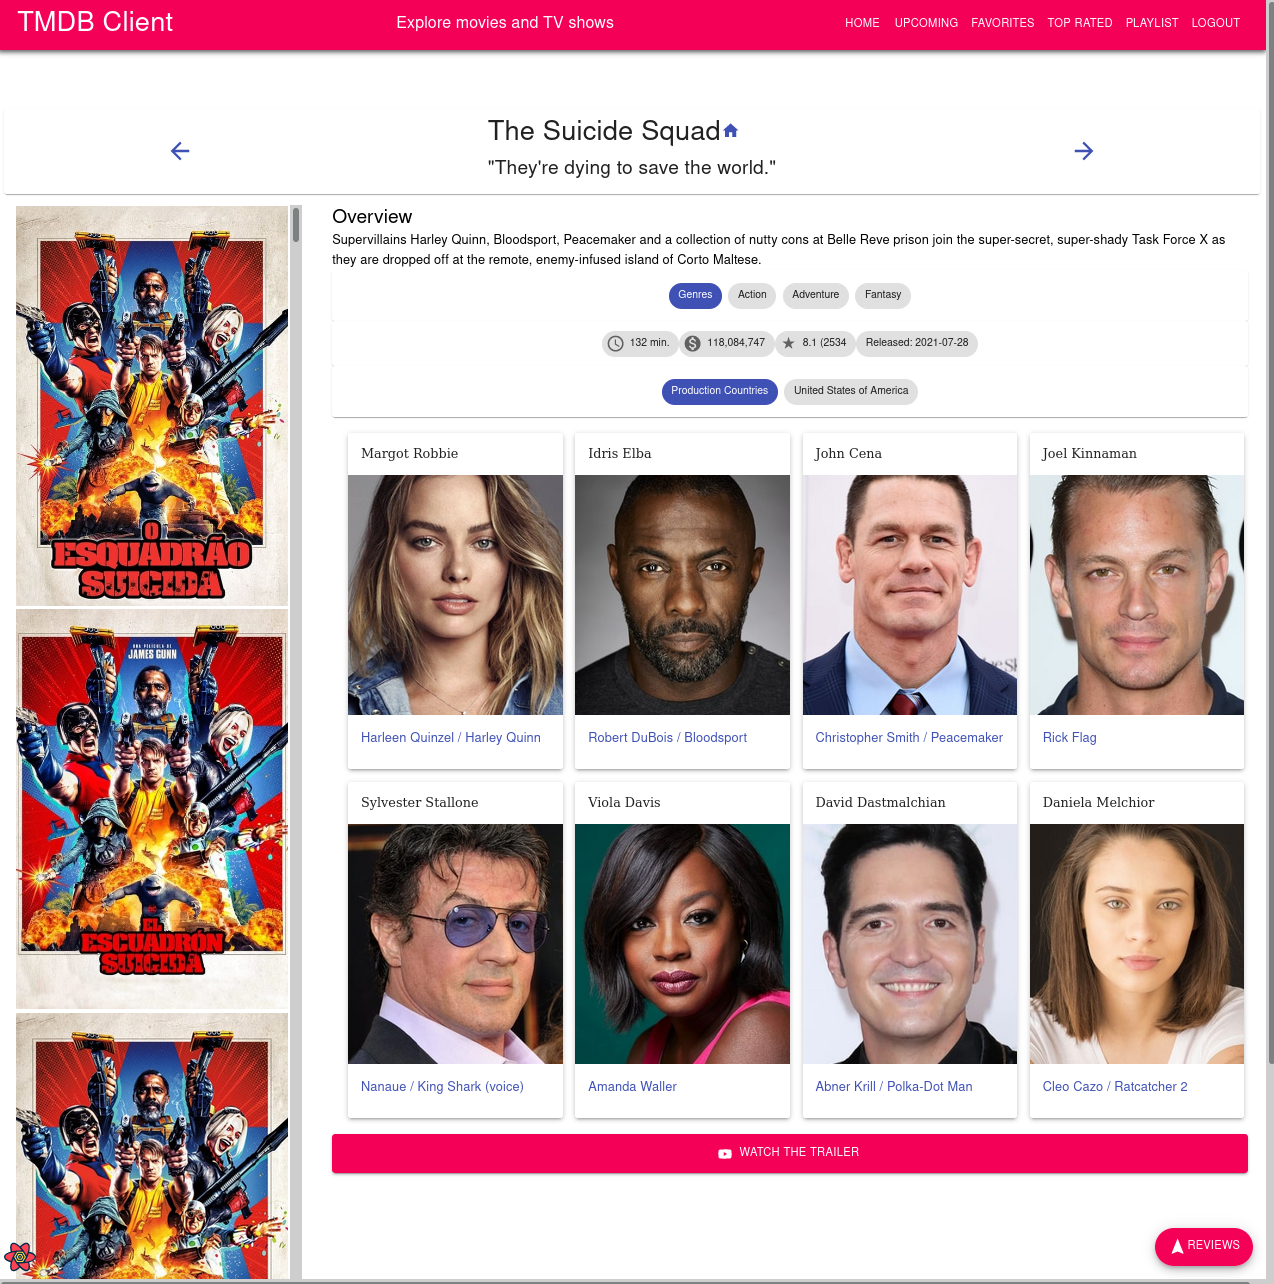 TMDB Client
Explore movies and TV shows
HOME UPCOMING FAVORITES TOP RATED PLAYLIST LOGOUT
The Suicide Squad
"They're dying to save the world."
O
ESQUADRÃO
SUICIDA
UNA PELÍCULA DE
JAMES GUNN
EL
ESCUADRÓN
SUICIDA
Overview
Supervillains Harley Quinn, Bloodsport, Peacemaker and a collection of nutty cons at Belle Reve prison join the super-secret, super-shady Task Force X as
they are dropped off at the remote, enemy-infused island of Corto Maltese.
Genres Action Adventure Fantasy
132 min. 118,084,747 8.1 (2534 Released: 2021-07-28
Production Countries United States of America
Margot Robbie Idris Elba John Cena Joel Kinnaman
Harleen Quinzel / Harley Quinn Robert DuBois / Bloodsport Christopher Smith / Peacemaker Rick Flag
Sylvester Stallone Viola Davis David Dastmalchian Daniela Melchior
Nanaue / King Shark (voice) Amanda Waller Abner Krill / Polka-Dot Man Cleo Cazo / Ratcatcher 2
WATCH THE TRAILER
REVIEWS